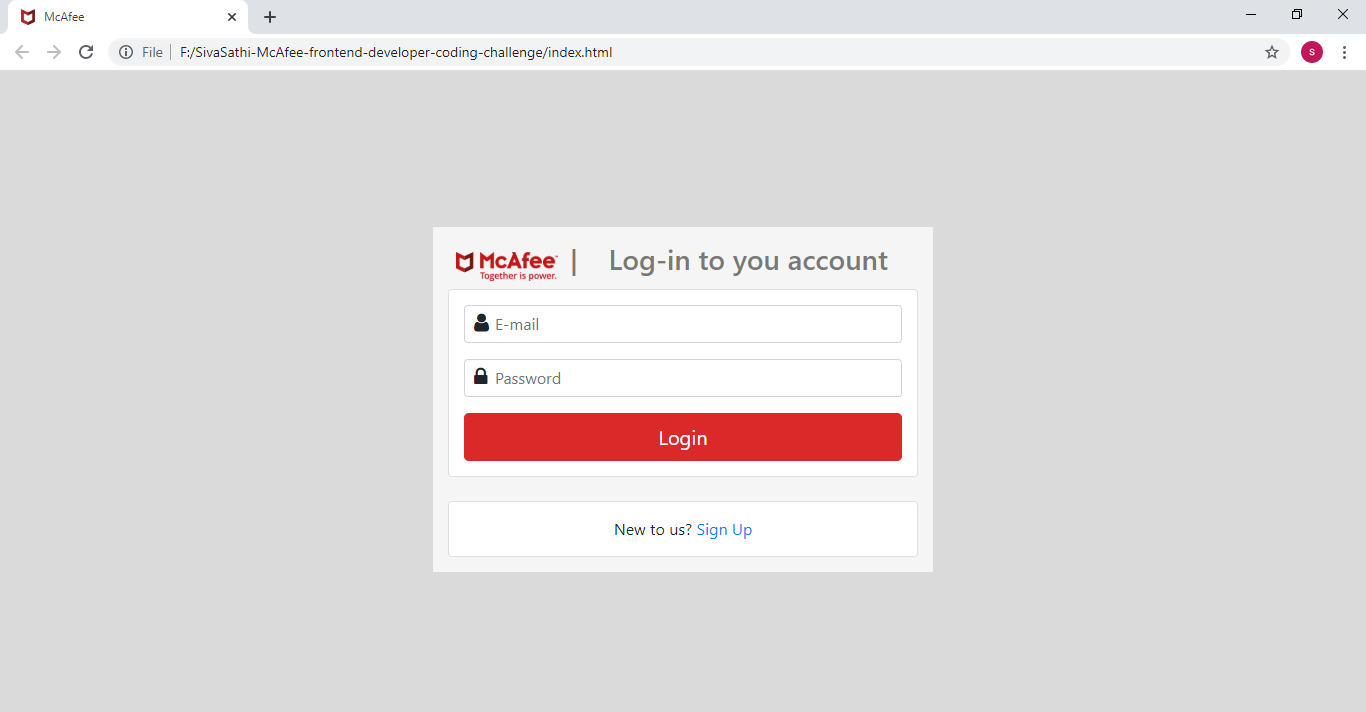 McAfee
File | F:/SivaSathi-McAfee-frontend-developer-coding-challenge/index.html
s
McAfee™ | Log-in to you account
Together is power.
E-mail
Password
Login
New to us? Sign Up